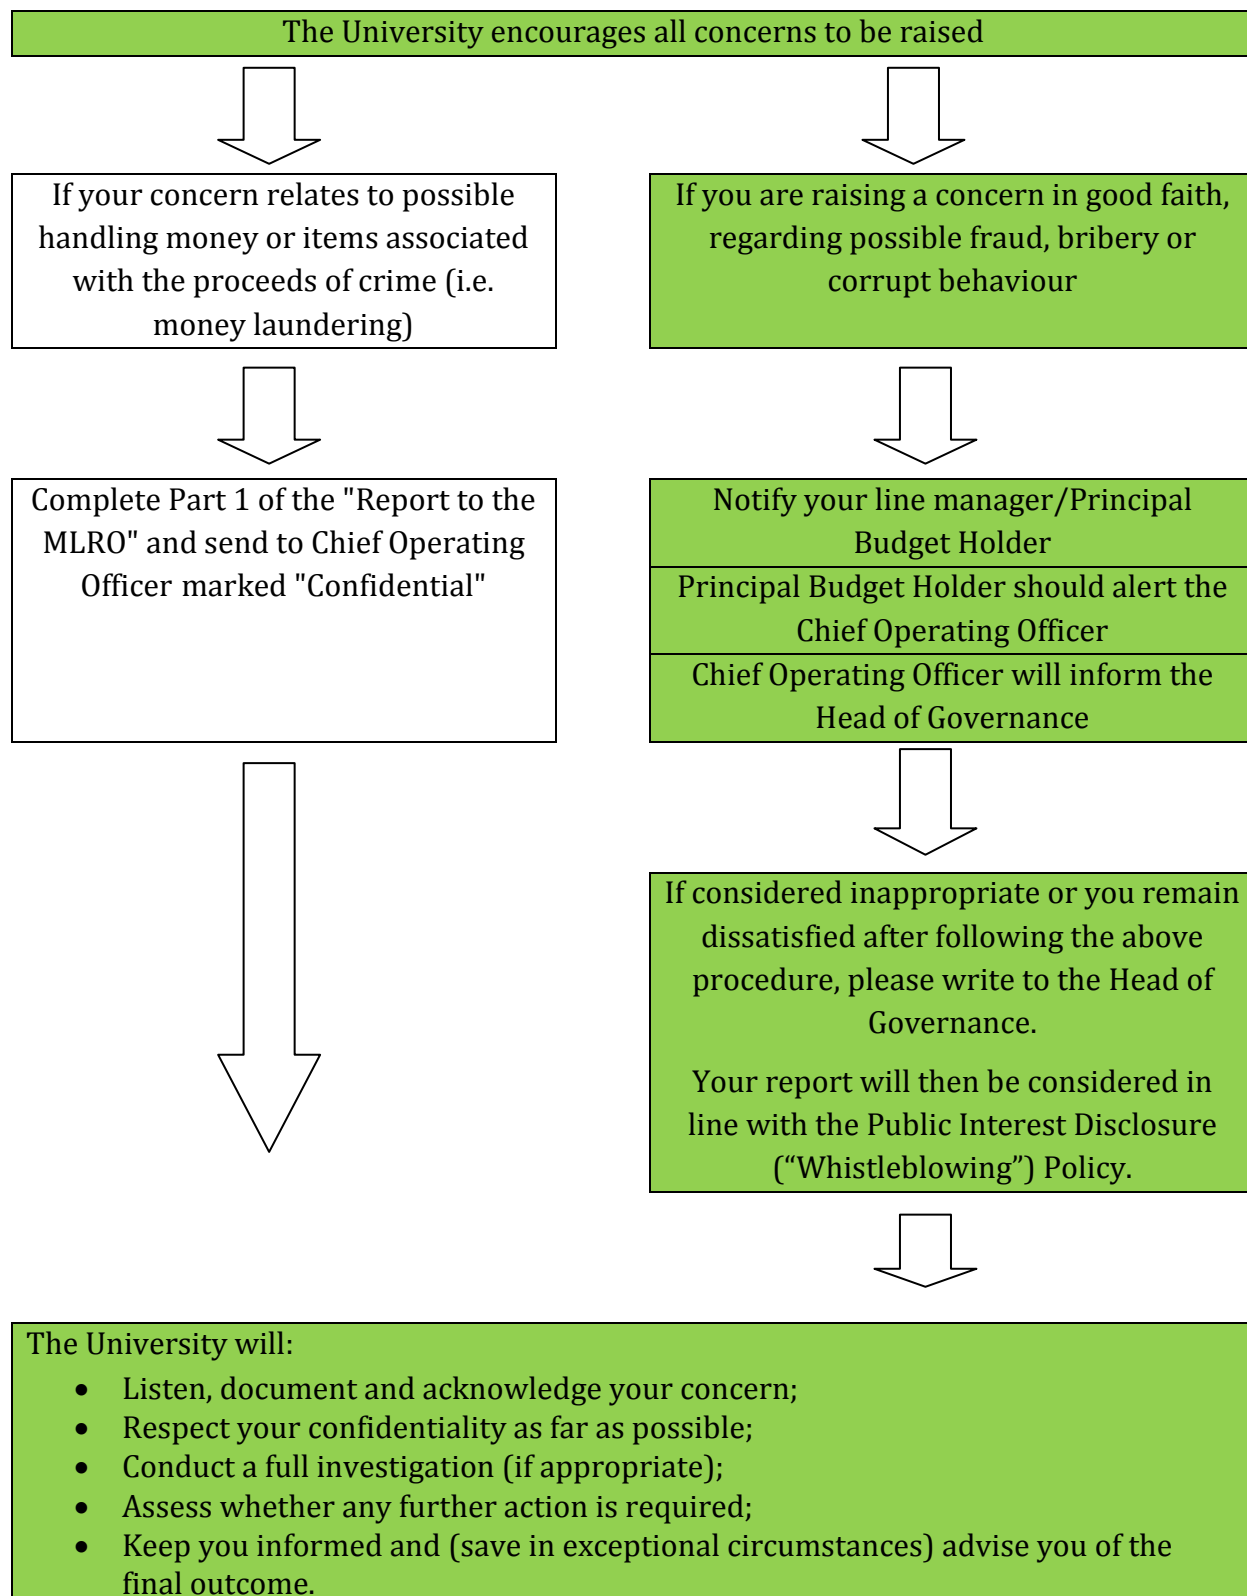 The University encourages all concerns to be raised
If your concern relates to possible
handling money or items associated
with the proceeds of crime (i.e.
money laundering)
If you are raising a concern in good faith,
regarding possible fraud, bribery or
corrupt behaviour
Complete Part 1 of the "Report to the
MLRO" and send to Chief Operating
Officer marked "Confidential"
Notify your line manager/Principal
Budget Holder
Principal Budget Holder should alert the
Chief Operating Officer
Chief Operating Officer will inform the
Head of Governance
If considered inappropriate or you remain
dissatisfied after following the above
procedure, please write to the Head of
Governance.
Your report will then be considered in
line with the Public Interest Disclosure
(“Whistleblowing”) Policy.
The University will:
• Listen, document and acknowledge your concern;
• Respect your confidentiality as far as possible;
• Conduct a full investigation (if appropriate);
• Assess whether any further action is required;
• Keep you informed and (save in exceptional circumstances) advise you of the
final outcome.